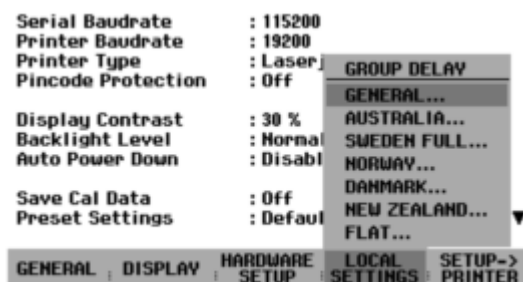 Serial Baudrate : 115200
Printer Baudrate : 19200
Printer Type : Laserj
Pincode Protection : Off
Display Contrast : 30 %
Backlight Level : Normal
Auto Power Down : Disabl
Save Cal Data : Off
Preset Settings : Defaul
GROUP DELAY
GENERAL...
AUSTRALIA...
SWEDEN FULL...
NORWAY...
DANMARK...
NEW ZEALAND...
FLAT...
GENERAL DISPLAY HARDWARE SETUP LOCAL SETTINGS SETUP-> PRINTER